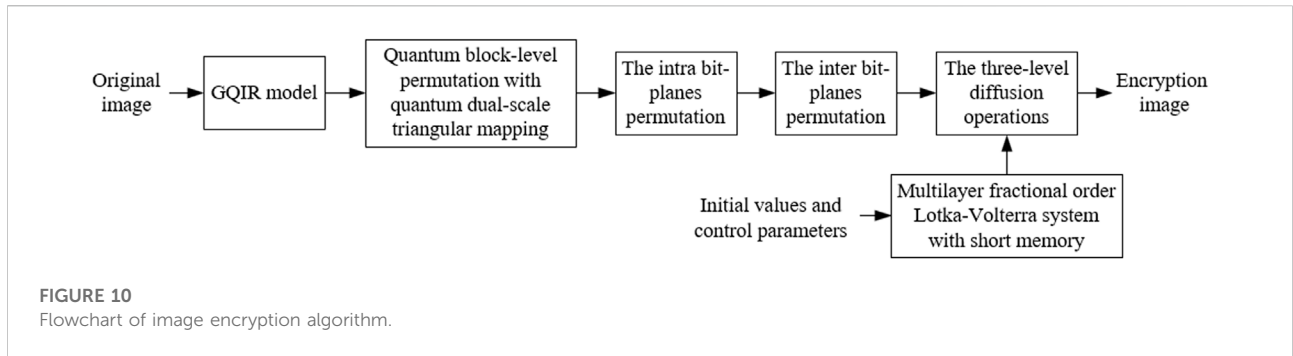 Original
image
GQIR model
Quantum block-level
permutation with
quantum dual-scale
triangular mapping
The intra bit-
planes
permutation
The inter bit-
planes
permutation
The three-level
diffusion
operations
Encryption
image
Initial values and
control parameters
Multilayer fractional order
Lotka-Volterra system
with short memory
FIGURE 10
Flowchart of image encryption algorithm.